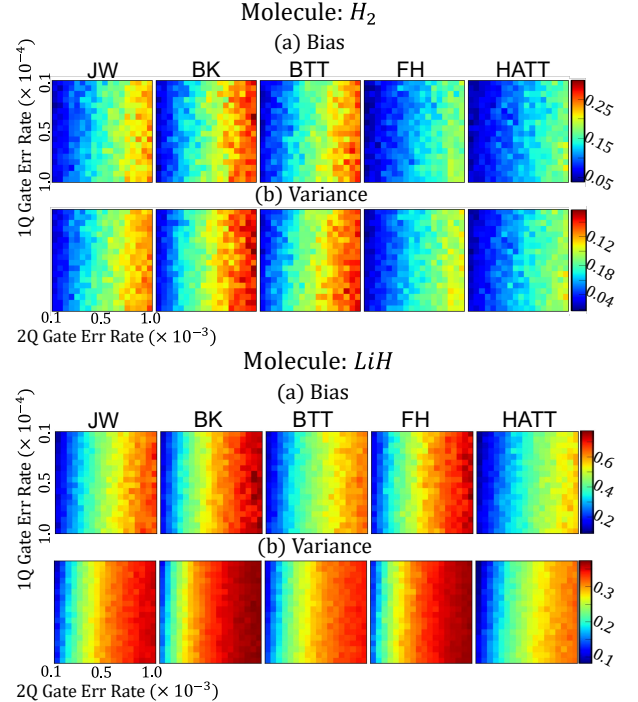 Molecule: H₂
(a) Bias
JW BK BTT FH HATT
1Q Gate Err Rate (× 10⁻⁴)
0.1
0.5
1.0
0.25
0.15
0.05
(b) Variance
0.12
0.18
0.04
0.1 0.5 1.0
2Q Gate Err Rate (× 10⁻³)
Molecule: LiH
(a) Bias
JW BK BTT FH HATT
1Q Gate Err Rate (× 10⁻⁴)
0.1
0.5
1.0
0.6
0.4
0.2
(b) Variance
0.3
0.2
0.1
0.1 0.5 1.0
2Q Gate Err Rate (× 10⁻³)